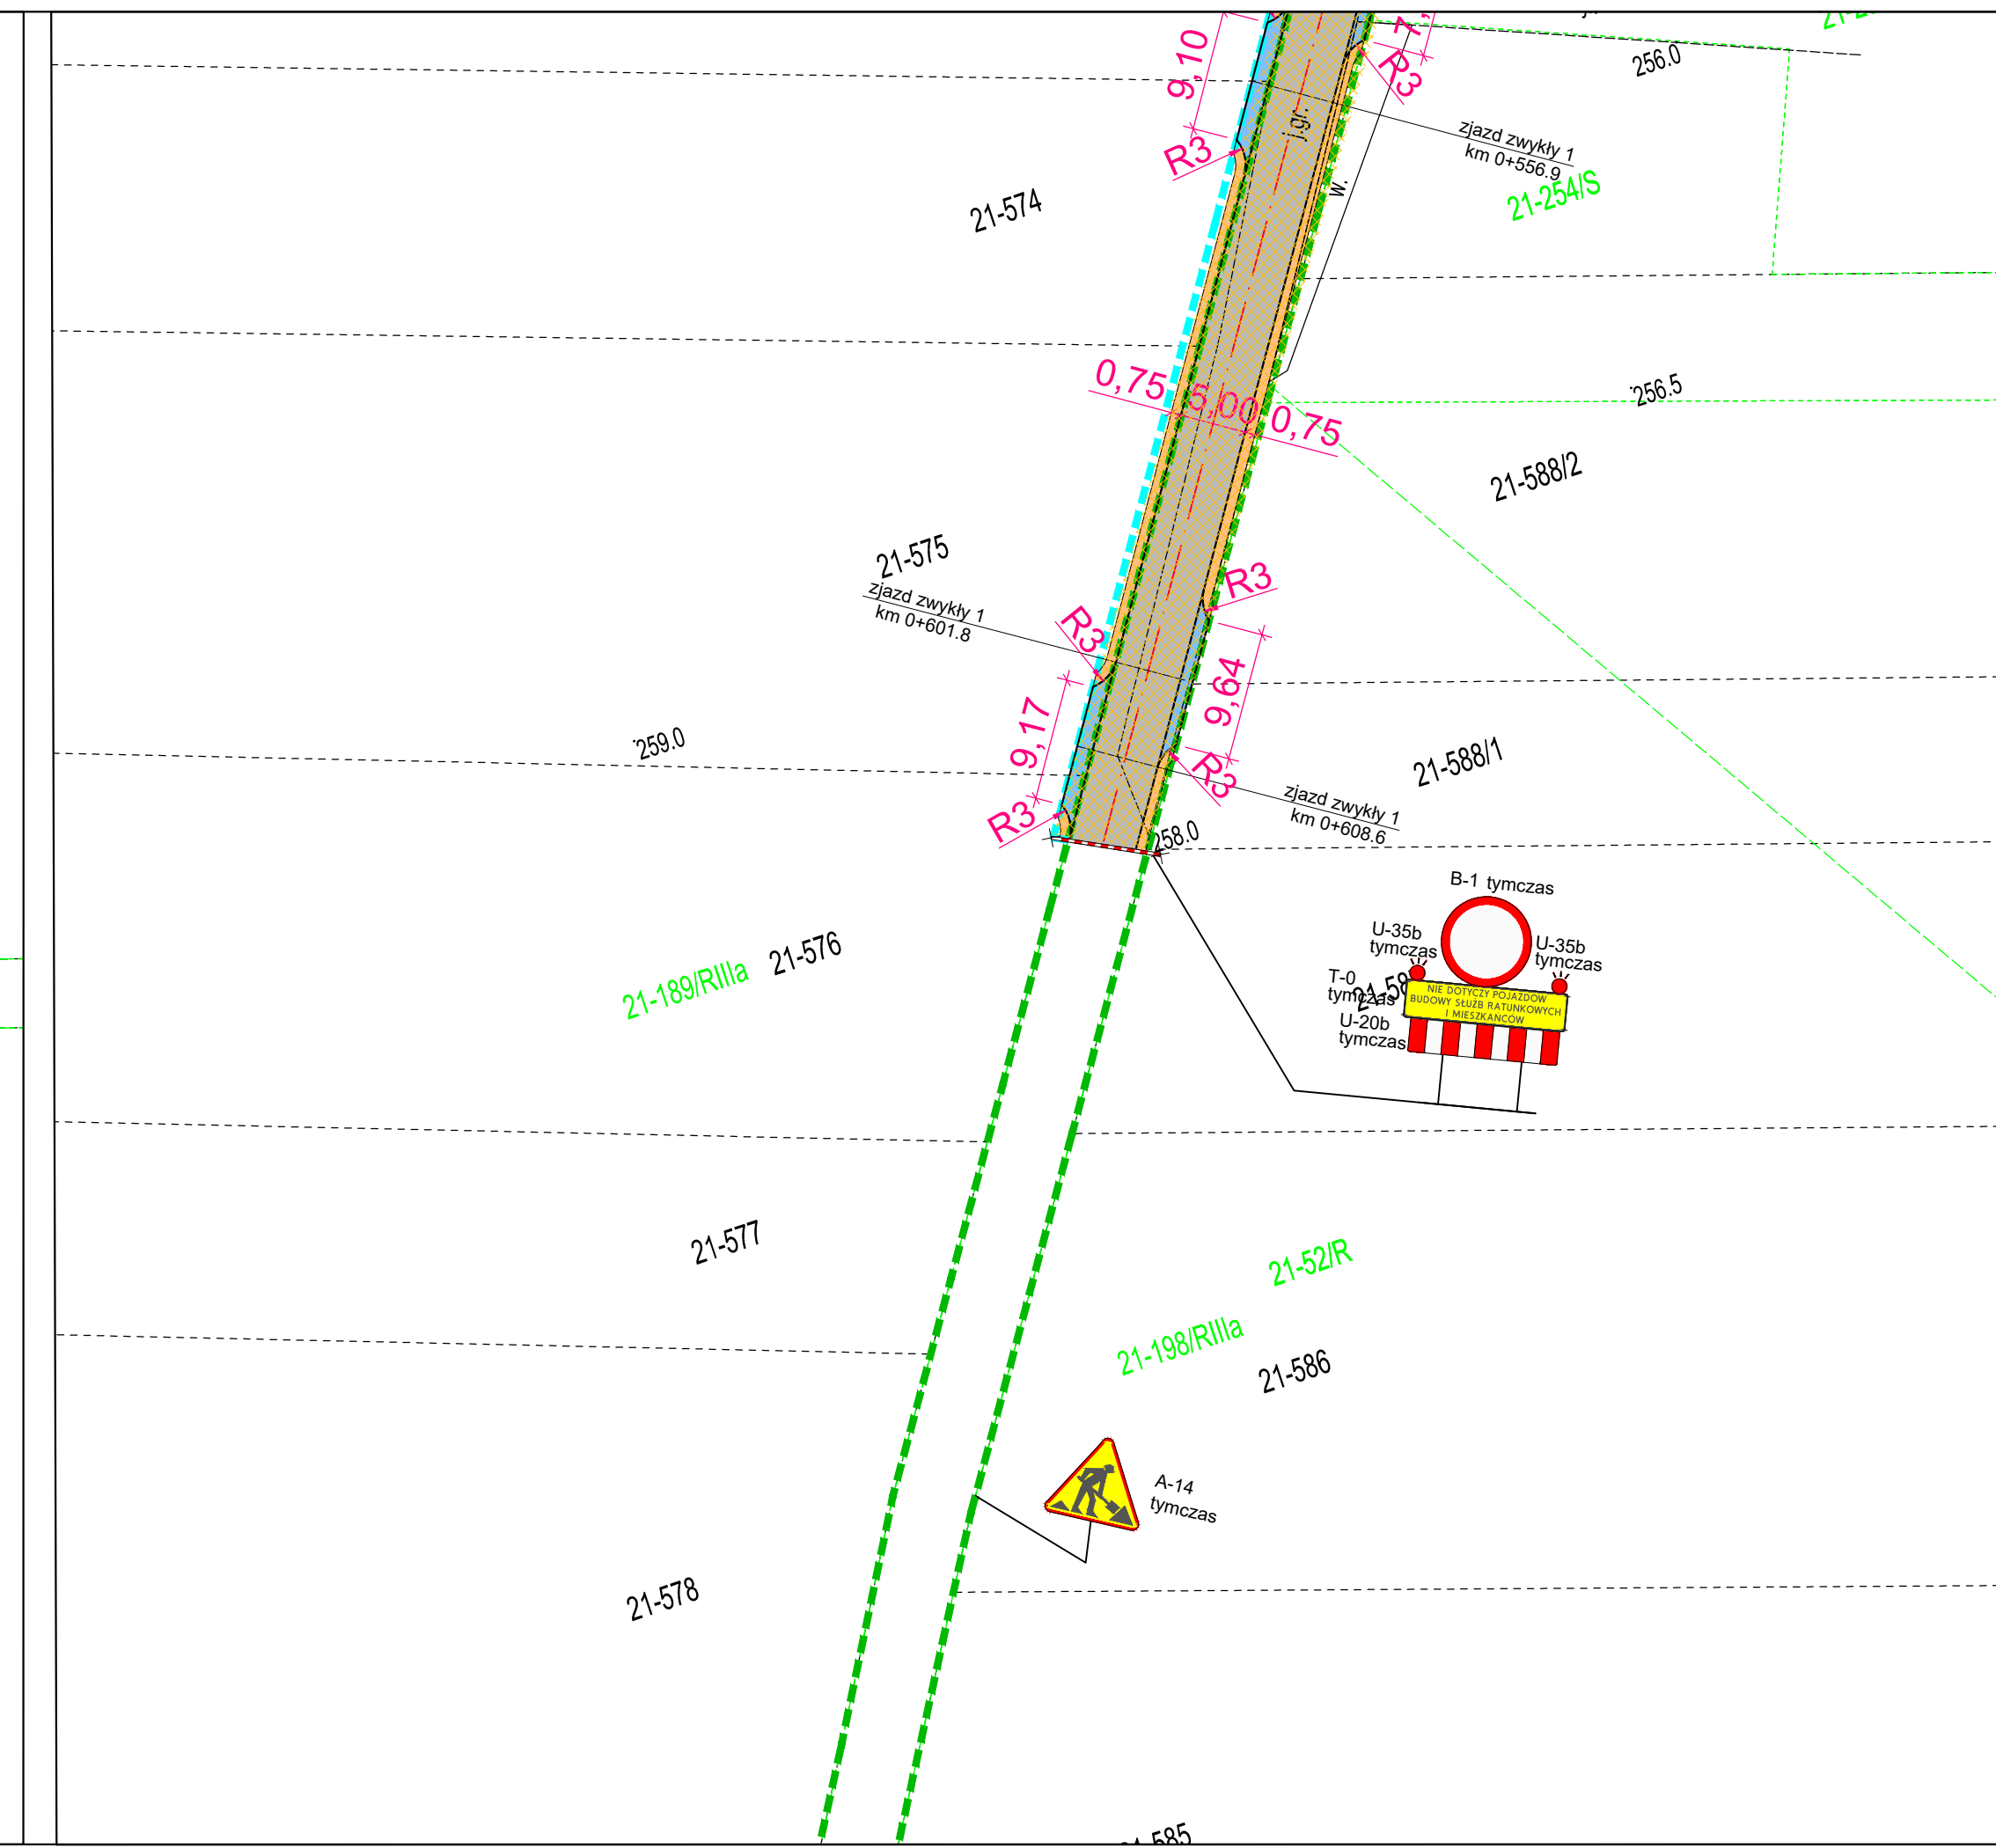 9,10
R3
R3
256.0
zjazd zwykły 1
km 0+556.9
j.gr.
w.
21-254/S
21-574
0,75
5,00
0,75
256.5
21-588/2
21-575
zjazd zwykły 1
km 0+601.8
R3
R3
9,64
9,17
259.0
21-588/1
R3
R3
zjazd zwykły 1
km 0+608.6
258.0
B-1 tymczas
U-35b
tymczas
U-35b
tymczas
T-0
tymczas
NIE DOTYCZY POJAZDÓW
BUDOWY SŁUŻB RATUNKOWYCH
I MIESZKAŃCÓW
U-20b
tymczas
21-576
21-189/RIIIa
21-577
21-52/R
21-198/RIIIa
21-586
A-14
tymczas
21-578